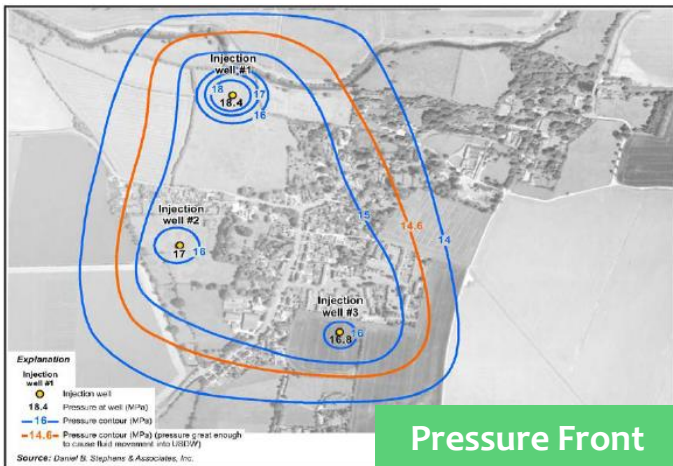 Injection
well #1
18
17
18.4
16
Injection
well #2
16
17
15
14.6
14
Injection
well #3
16
16.8
Explanation
Injection
well #1
Injection well
18.4 Pressure at well (MPa)
16 Pressure contour (MPa)
14.6 Pressure contour (MPa) (pressure great enough
to cause fluid movement into USDW)
Source: Daniel B. Stephens & Associates, Inc.
Pressure Front